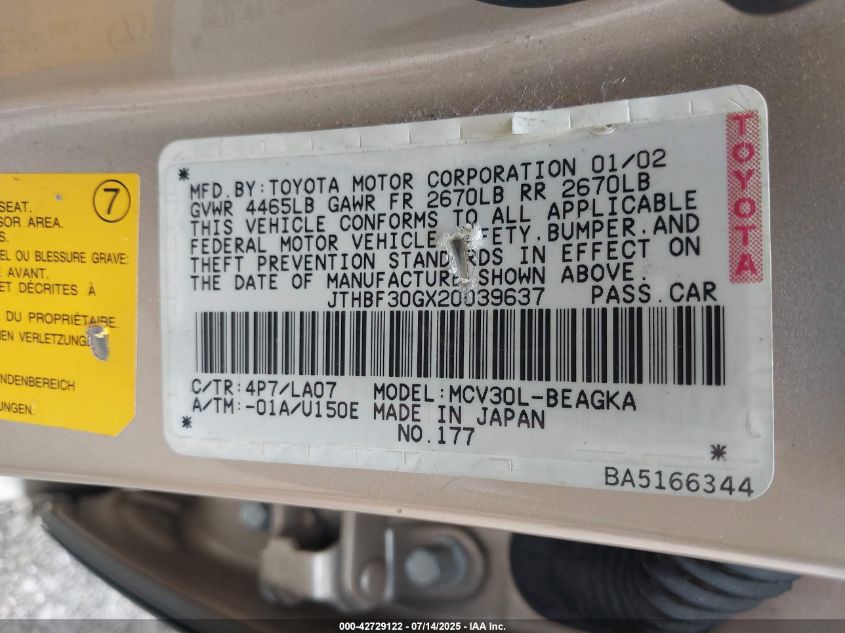 7
SEAT.
SOR AREA.
S.
EL OU BLESSURE GRAVE:
AVANT.
ET DÉCRITES À
DU PROPRIÉTAIRE.
EN VERLETZUNG
NDENBEREICH
UNGEN.
TOYOTA
* MFD. BY: TOYOTA MOTOR CORPORATION 01/02
GVWR 4465LB GAWR FR 2670LB RR 2670LB
THIS VEHICLE CONFORMS TO ALL APPLICABLE
FEDERAL MOTOR VEHICLE FETY, BUMPER, AND
THEFT PREVENTION STANDARDS IN EFFECT ON
THE DATE OF MANUFACTURE SHOWN ABOVE.
JTHBF30GX20039637 PASS. CAR
C/TR: 4P7/LA07 MODEL: MCV30L-BEAGKA
A/TM: -01A/U150E MADE IN JAPAN
* NO. 177 *
BA5166344
000-42729122 - 07/14/2025 - IAA Inc.